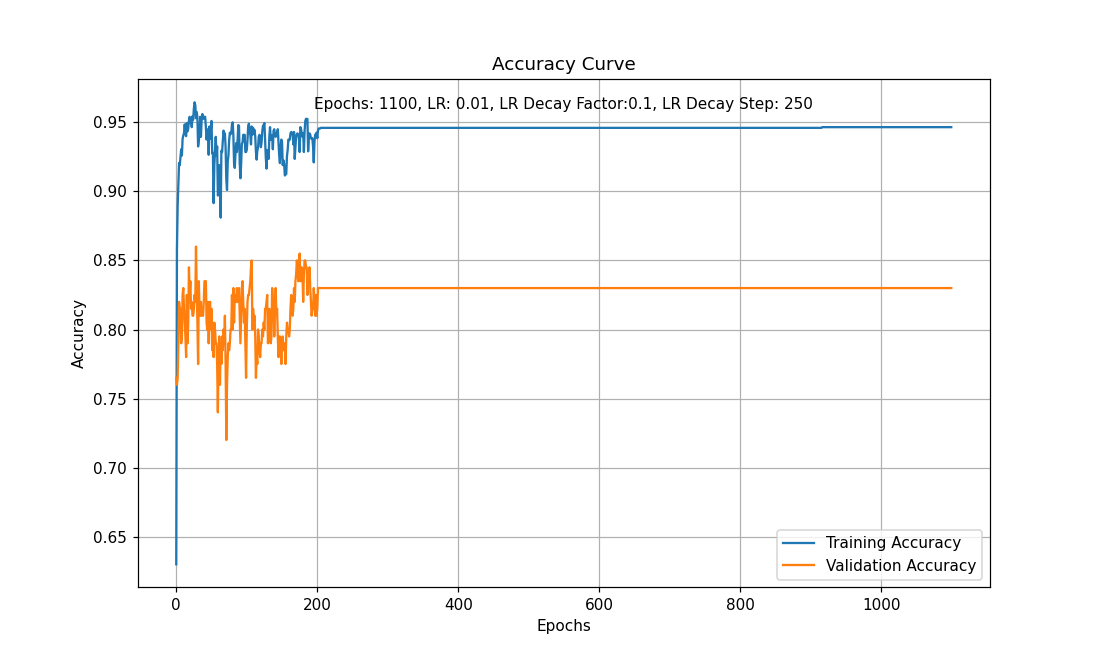 Accuracy Curve
Epochs: 1100, LR: 0.01, LR Decay Factor:0.1, LR Decay Step: 250
0.95
0.90
0.85
0.80
0.75
0.70
0.65
Accuracy
Training Accuracy
Validation Accuracy
0 200 400 600 800 1000
Epochs